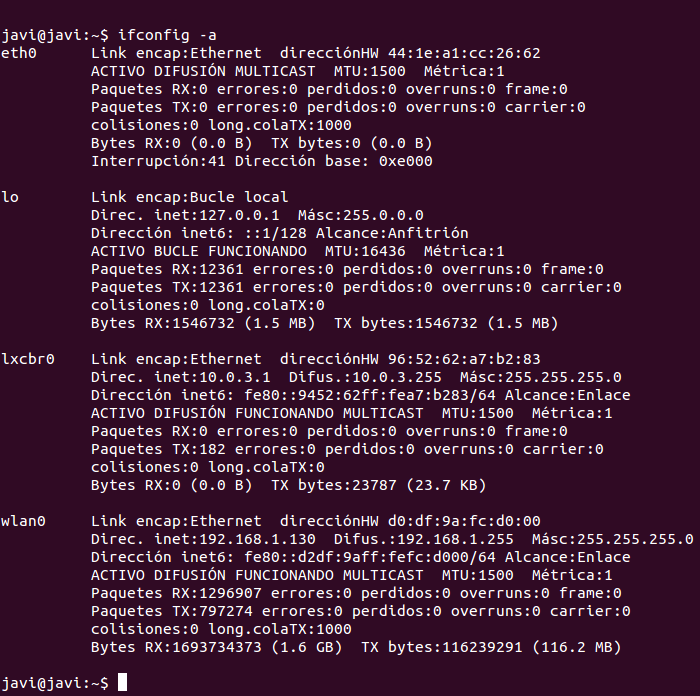 javi@javi:~$ ifconfig -a
eth0      Link encap:Ethernet  direcciónHW 44:1e:a1:cc:26:62
          ACTIVO DIFUSIÓN MULTICAST  MTU:1500  Métrica:1
          Paquetes RX:0 errores:0 perdidos:0 overruns:0 frame:0
          Paquetes TX:0 errores:0 perdidos:0 overruns:0 carrier:0
          colisiones:0 long.colaTX:1000
          Bytes RX:0 (0.0 B)  TX bytes:0 (0.0 B)
          Interrupción:41 Dirección base: 0xe000

lo        Link encap:Bucle local
          Direc. inet:127.0.0.1  Másc:255.0.0.0
          Dirección inet6: ::1/128 Alcance:Anfitrión
          ACTIVO BUCLE FUNCIONANDO  MTU:16436  Métrica:1
          Paquetes RX:12361 errores:0 perdidos:0 overruns:0 frame:0
          Paquetes TX:12361 errores:0 perdidos:0 overruns:0 carrier:0
          colisiones:0 long.colaTX:0
          Bytes RX:1546732 (1.5 MB)  TX bytes:1546732 (1.5 MB)

lxcbr0    Link encap:Ethernet  direcciónHW 96:52:62:a7:b2:83
          Direc. inet:10.0.3.1  Difus.:10.0.3.255  Másc:255.255.255.0
          Dirección inet6: fe80::9452:62ff:fea7:b283/64 Alcance:Enlace
          ACTIVO DIFUSIÓN FUNCIONANDO MULTICAST  MTU:1500  Métrica:1
          Paquetes RX:0 errores:0 perdidos:0 overruns:0 frame:0
          Paquetes TX:182 errores:0 perdidos:0 overruns:0 carrier:0
          colisiones:0 long.colaTX:0
          Bytes RX:0 (0.0 B)  TX bytes:23787 (23.7 KB)

wlan0     Link encap:Ethernet  direcciónHW d0:df:9a:fc:d0:00
          Direc. inet:192.168.1.130  Difus.:192.168.1.255  Másc:255.255.255.0
          Dirección inet6: fe80::d2df:9aff:fefc:d000/64 Alcance:Enlace
          ACTIVO DIFUSIÓN FUNCIONANDO MULTICAST  MTU:1500  Métrica:1
          Paquetes RX:1296907 errores:0 perdidos:0 overruns:0 frame:0
          Paquetes TX:797274 errores:0 perdidos:0 overruns:0 carrier:0
          colisiones:0 long.colaTX:1000
          Bytes RX:1693734373 (1.6 GB)  TX bytes:116239291 (116.2 MB)

javi@javi:~$